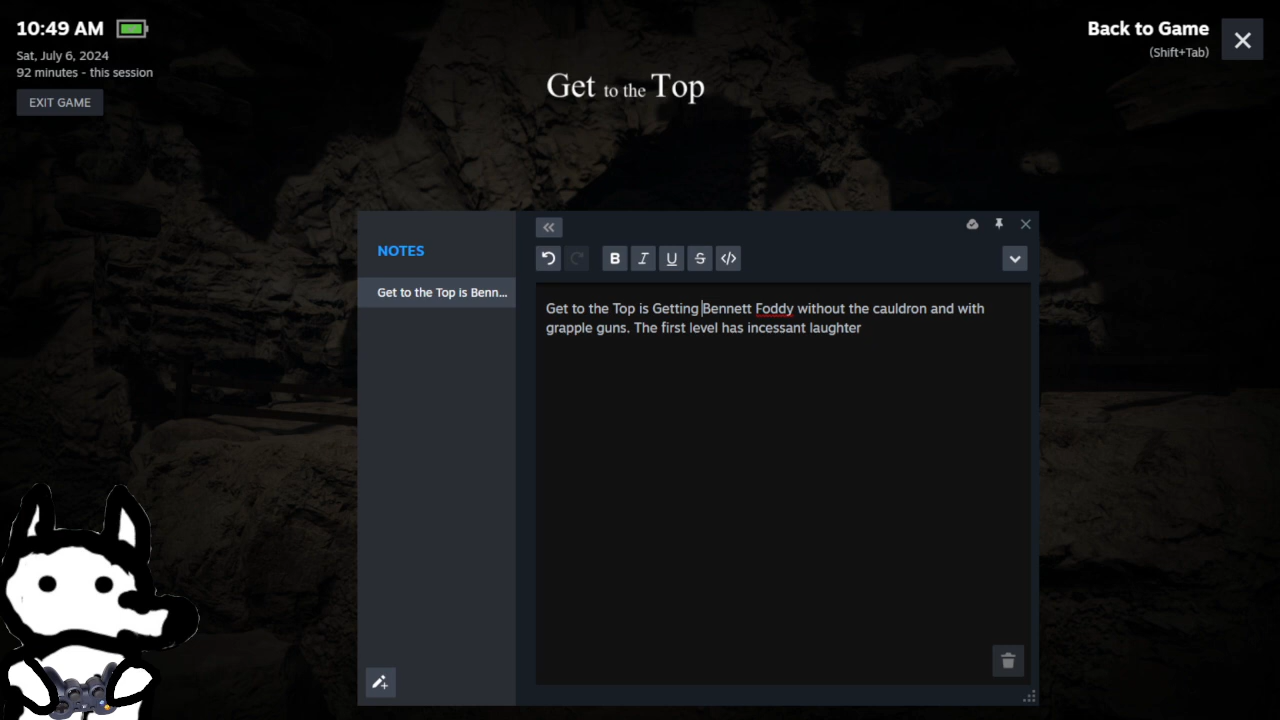 10:49 AM
Sat, July 6, 2024
92 minutes - this session
EXIT GAME
Back to Game
(Shift+Tab)
Get to the Top
NOTES
Get to the Top is Benn...
B I U S </>
Get to the Top is Getting Bennett Foddy without the cauldron and with
grapple guns. The first level has incessant laughter